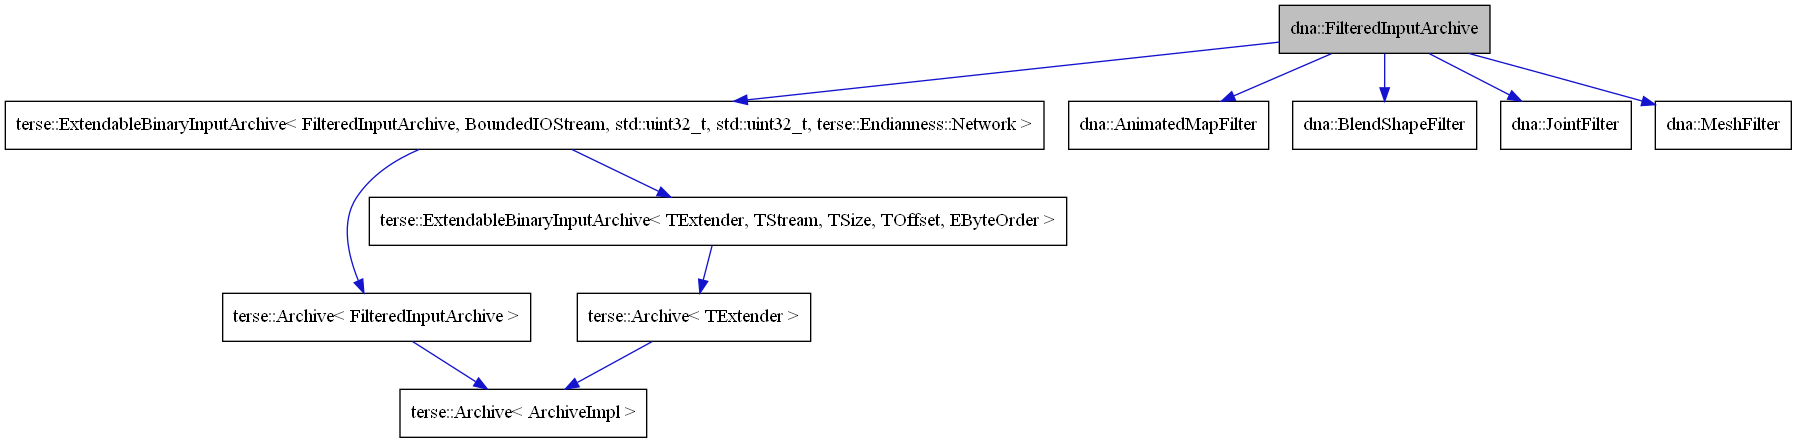 dna::FilteredInputArchive
terse::ExtendableBinaryInputArchive< FilteredInputArchive, BoundedIOStream, std::uint32_t, std::uint32_t, terse::Endianness::Network >
dna::AnimatedMapFilter
dna::BlendShapeFilter
dna::JointFilter
dna::MeshFilter
terse::ExtendableBinaryInputArchive< TExtender, TStream, TSize, TOffset, EByteOrder >
terse::Archive< FilteredInputArchive >
terse::Archive< TExtender >
terse::Archive< ArchiveImpl >